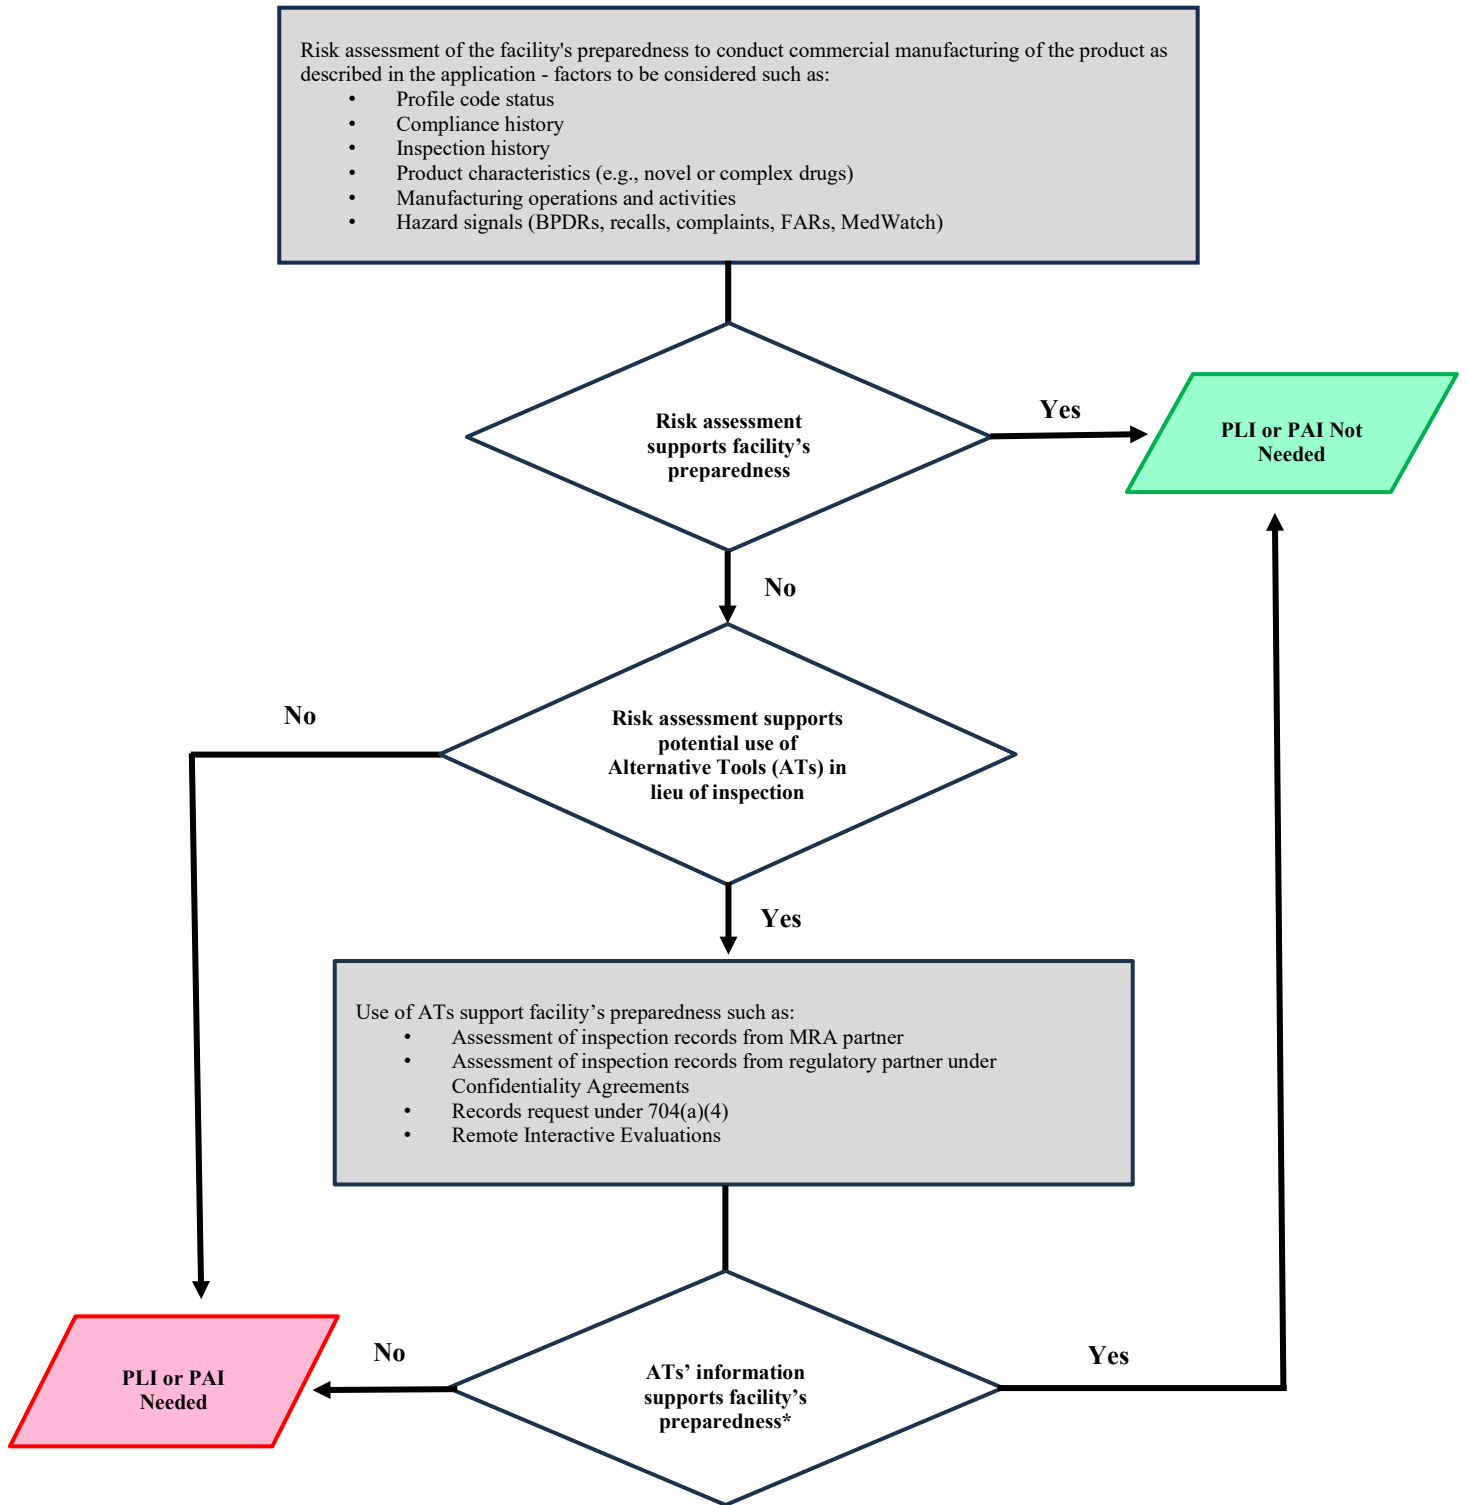 Risk assessment of the facility's preparedness to conduct commercial manufacturing of the product as
described in the application - factors to be considered such as:
• Profile code status
• Compliance history
• Inspection history
• Product characteristics (e.g., novel or complex drugs)
• Manufacturing operations and activities
• Hazard signals (BPDRs, recalls, complaints, FARs, MedWatch)
Risk assessment
supports facility’s
preparedness
Yes
PLI or PAI Not
Needed
No
Risk assessment supports
potential use of
Alternative Tools (ATs) in
lieu of inspection
No
Yes
Use of ATs support facility’s preparedness such as:
• Assessment of inspection records from MRA partner
• Assessment of inspection records from regulatory partner under
Confidentiality Agreements
• Records request under 704(a)(4)
• Remote Interactive Evaluations
ATs’ information
supports facility’s
preparedness*
No
Yes
PLI or PAI
Needed